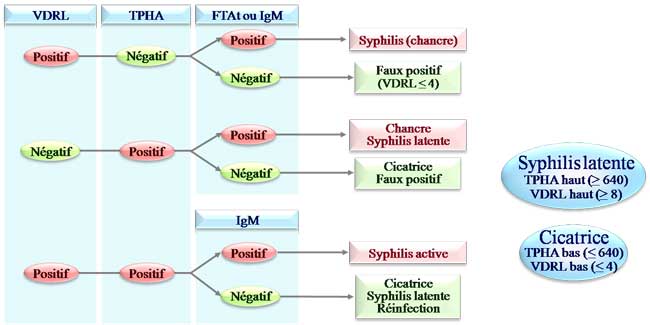 VDRL
TPHA
FTAt ou IgM
Positif
Négatif
Positif
Syphilis (chancre)
Négatif
Faux positif
(VDRL ≤ 4)
Négatif
Positif
Positif
Chancre
Syphilis latente
Négatif
Cicatrice
Faux positif
IgM
Positif
Positif
Positif
Syphilis active
Négatif
Cicatrice
Syphilis latente
Réinfection
Syphilis latente
TPHA haut (≥ 640)
VDRL haut (≥ 8)
Cicatrice
TPHA bas (≤ 640)
VDRL bas (≤ 4)